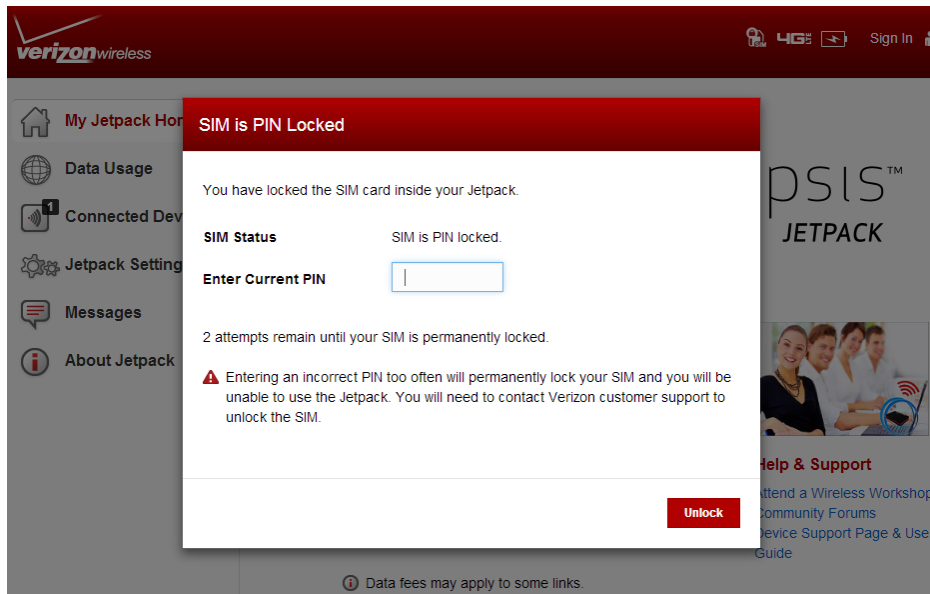 verizonwireless
SIM
4G LTE
Sign In
My Jetpack Hor
Data Usage
1
Connected Dev
Jetpack Setting
Messages
About Jetpack
SIM is PIN Locked
You have locked the SIM card inside your Jetpack.
SIM Status SIM is PIN locked.
Enter Current PIN
2 attempts remain until your SIM is permanently locked.
Entering an incorrect PIN too often will permanently lock your SIM and you will be
unable to use the Jetpack. You will need to contact Verizon customer support to
unlock the SIM.
Unlock
psis™
JETPACK
Help & Support
Attend a Wireless Workshop
Community Forums
Device Support Page & Use
Guide
Data fees may apply to some links.